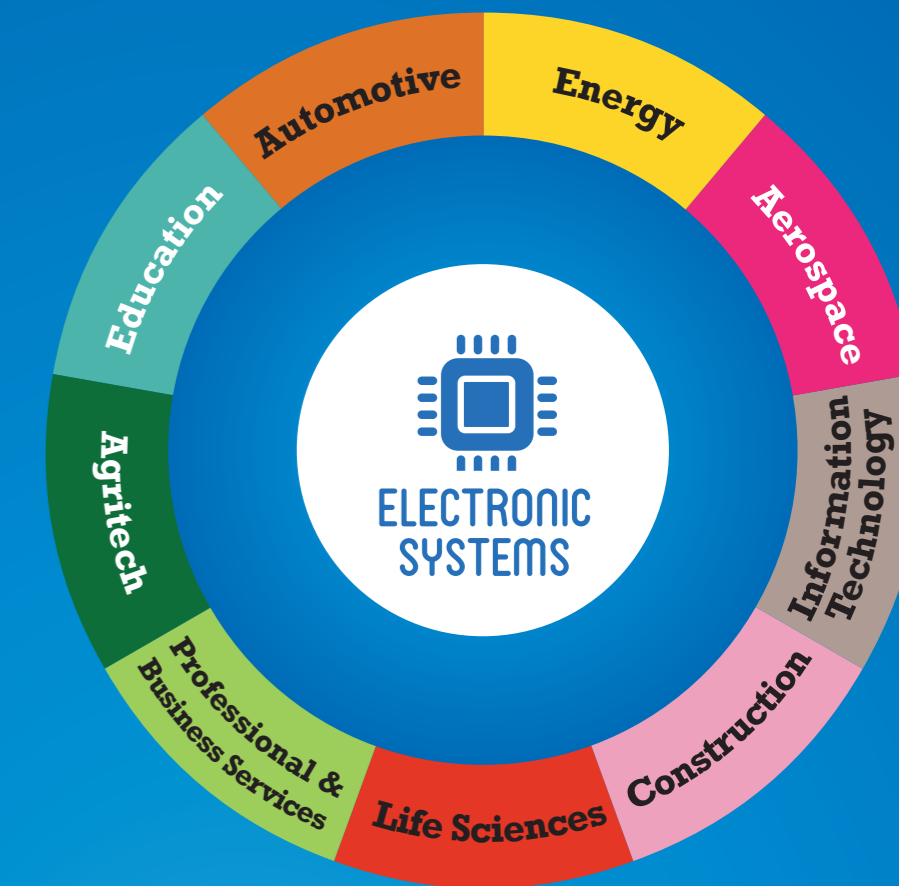 Automotive
Energy
Aerospace
Information
Technology
Construction
Life Sciences
Professional &
Business Services
Agritech
Education
ELECTRONIC
SYSTEMS